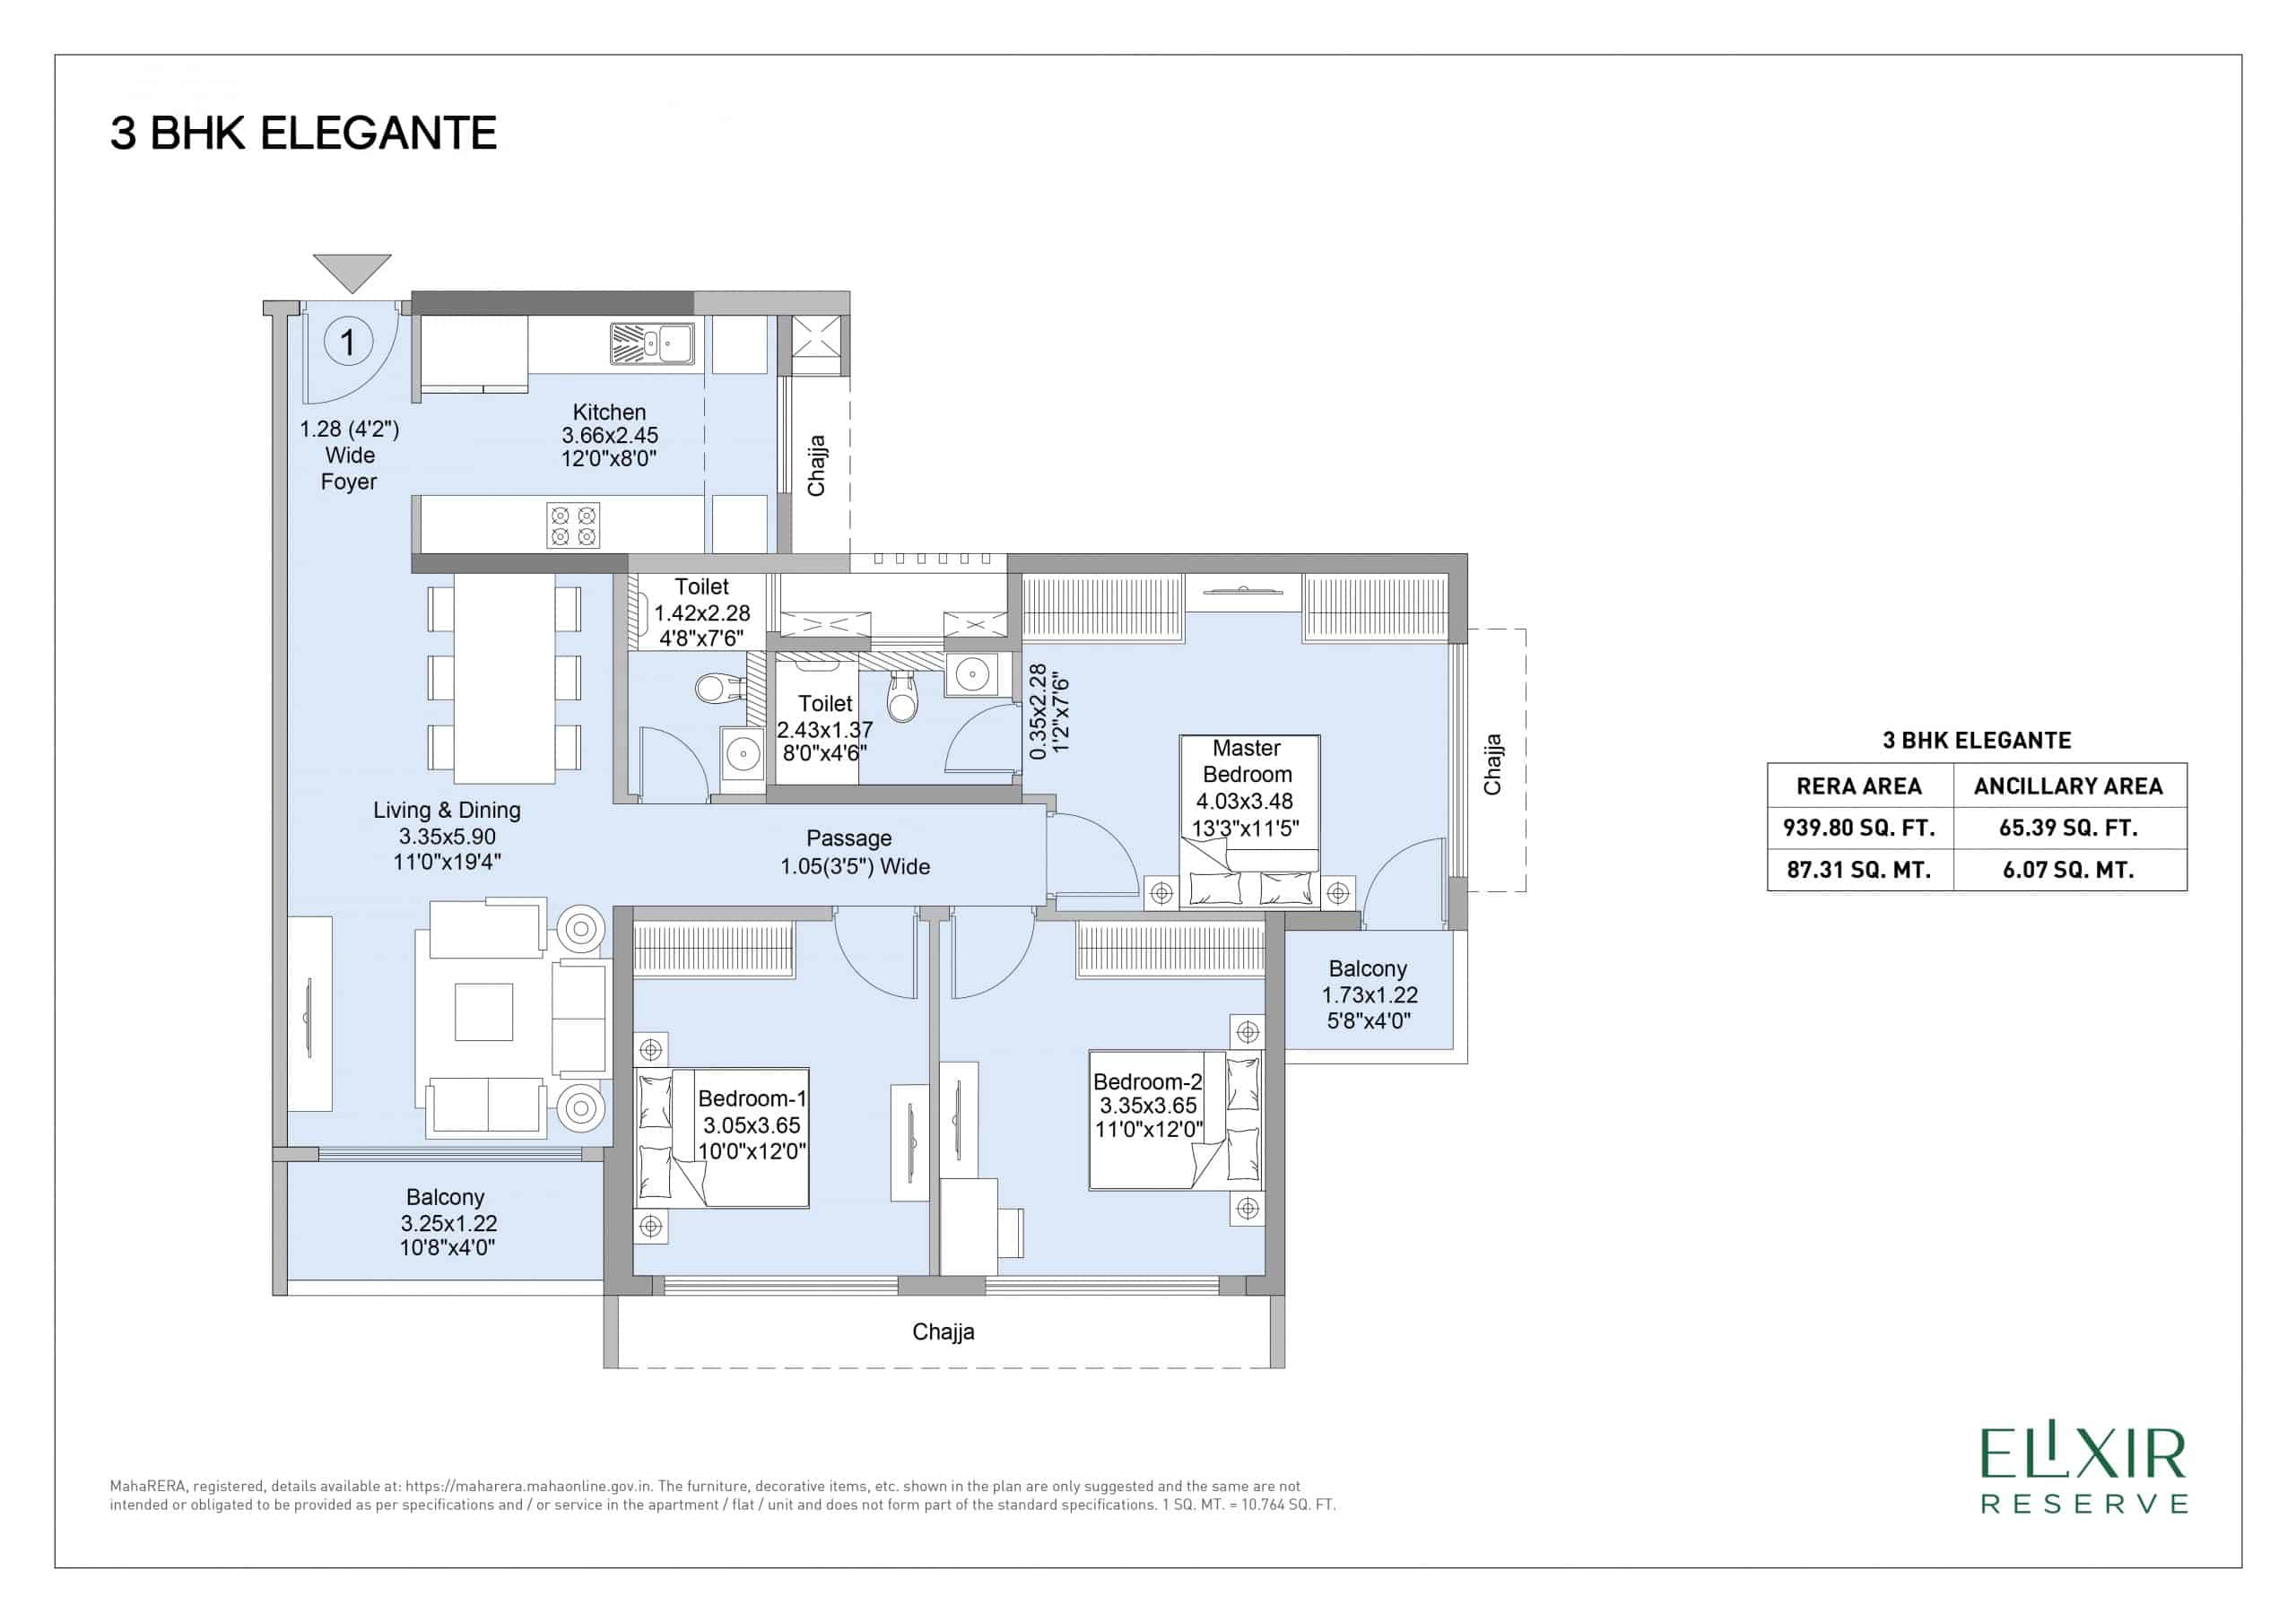 3 BHK ELEGANTE
1
1.28 (4'2")
Wide
Foyer
Kitchen
3.66x2.45
12'0"x8'0"
Chajja
Toilet
1.42x2.28
4'8"x7'6"
Toilet
2.43x1.37
8'0"x4'6"
0.35x2.28
1'2"x7'6"
Master
Bedroom
4.03x3.48
13'3"x11'5"
Chajja
Living & Dining
3.35x5.90
11'0"x19'4"
Passage
1.05(3'5") Wide
Balcony
1.73x1.22
5'8"x4'0"
Bedroom-1
3.05x3.65
10'0"x12'0"
Bedroom-2
3.35x3.65
11'0"x12'0"
Balcony
3.25x1.22
10'8"x4'0"
Chajja
3 BHK ELEGANTE
RERA AREA ANCILLARY AREA
939.80 SQ. FT. 65.39 SQ. FT.
87.31 SQ. MT. 6.07 SQ. MT.
MahaRERA, registered, details available at: https://maharera.mahaonline.gov.in. The furniture, decorative items, etc. shown in the plan are only suggested and the same are not
intended or obligated to be provided as per specifications and / or service in the apartment / flat / unit and does not form part of the standard specifications. 1 SQ. MT. = 10.764 SQ. FT.
ELIXIR
RESERVE